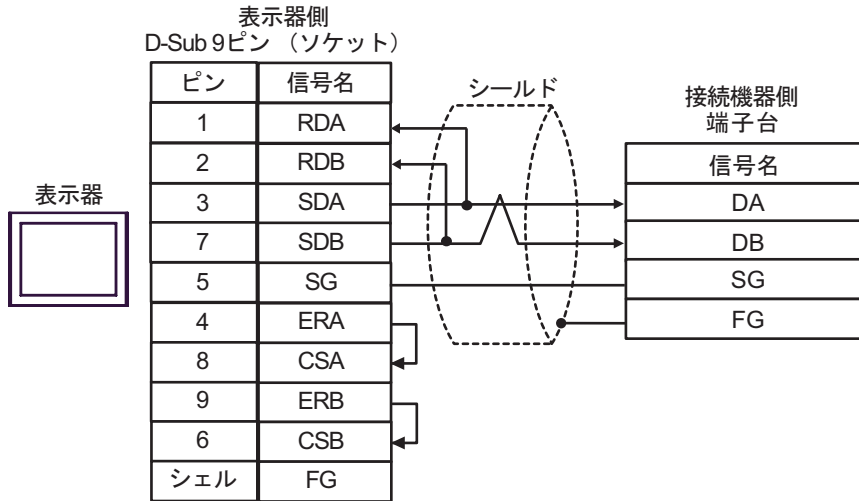 表示器側
D-Sub 9ピン （ソケット）
ピン 信号名
1 RDA
2 RDB
3 SDA
7 SDB
5 SG
4 ERA
8 CSA
9 ERB
6 CSB
シェル FG
表示器
シールド
接続機器側
端子台
信号名
DA
DB
SG
FG